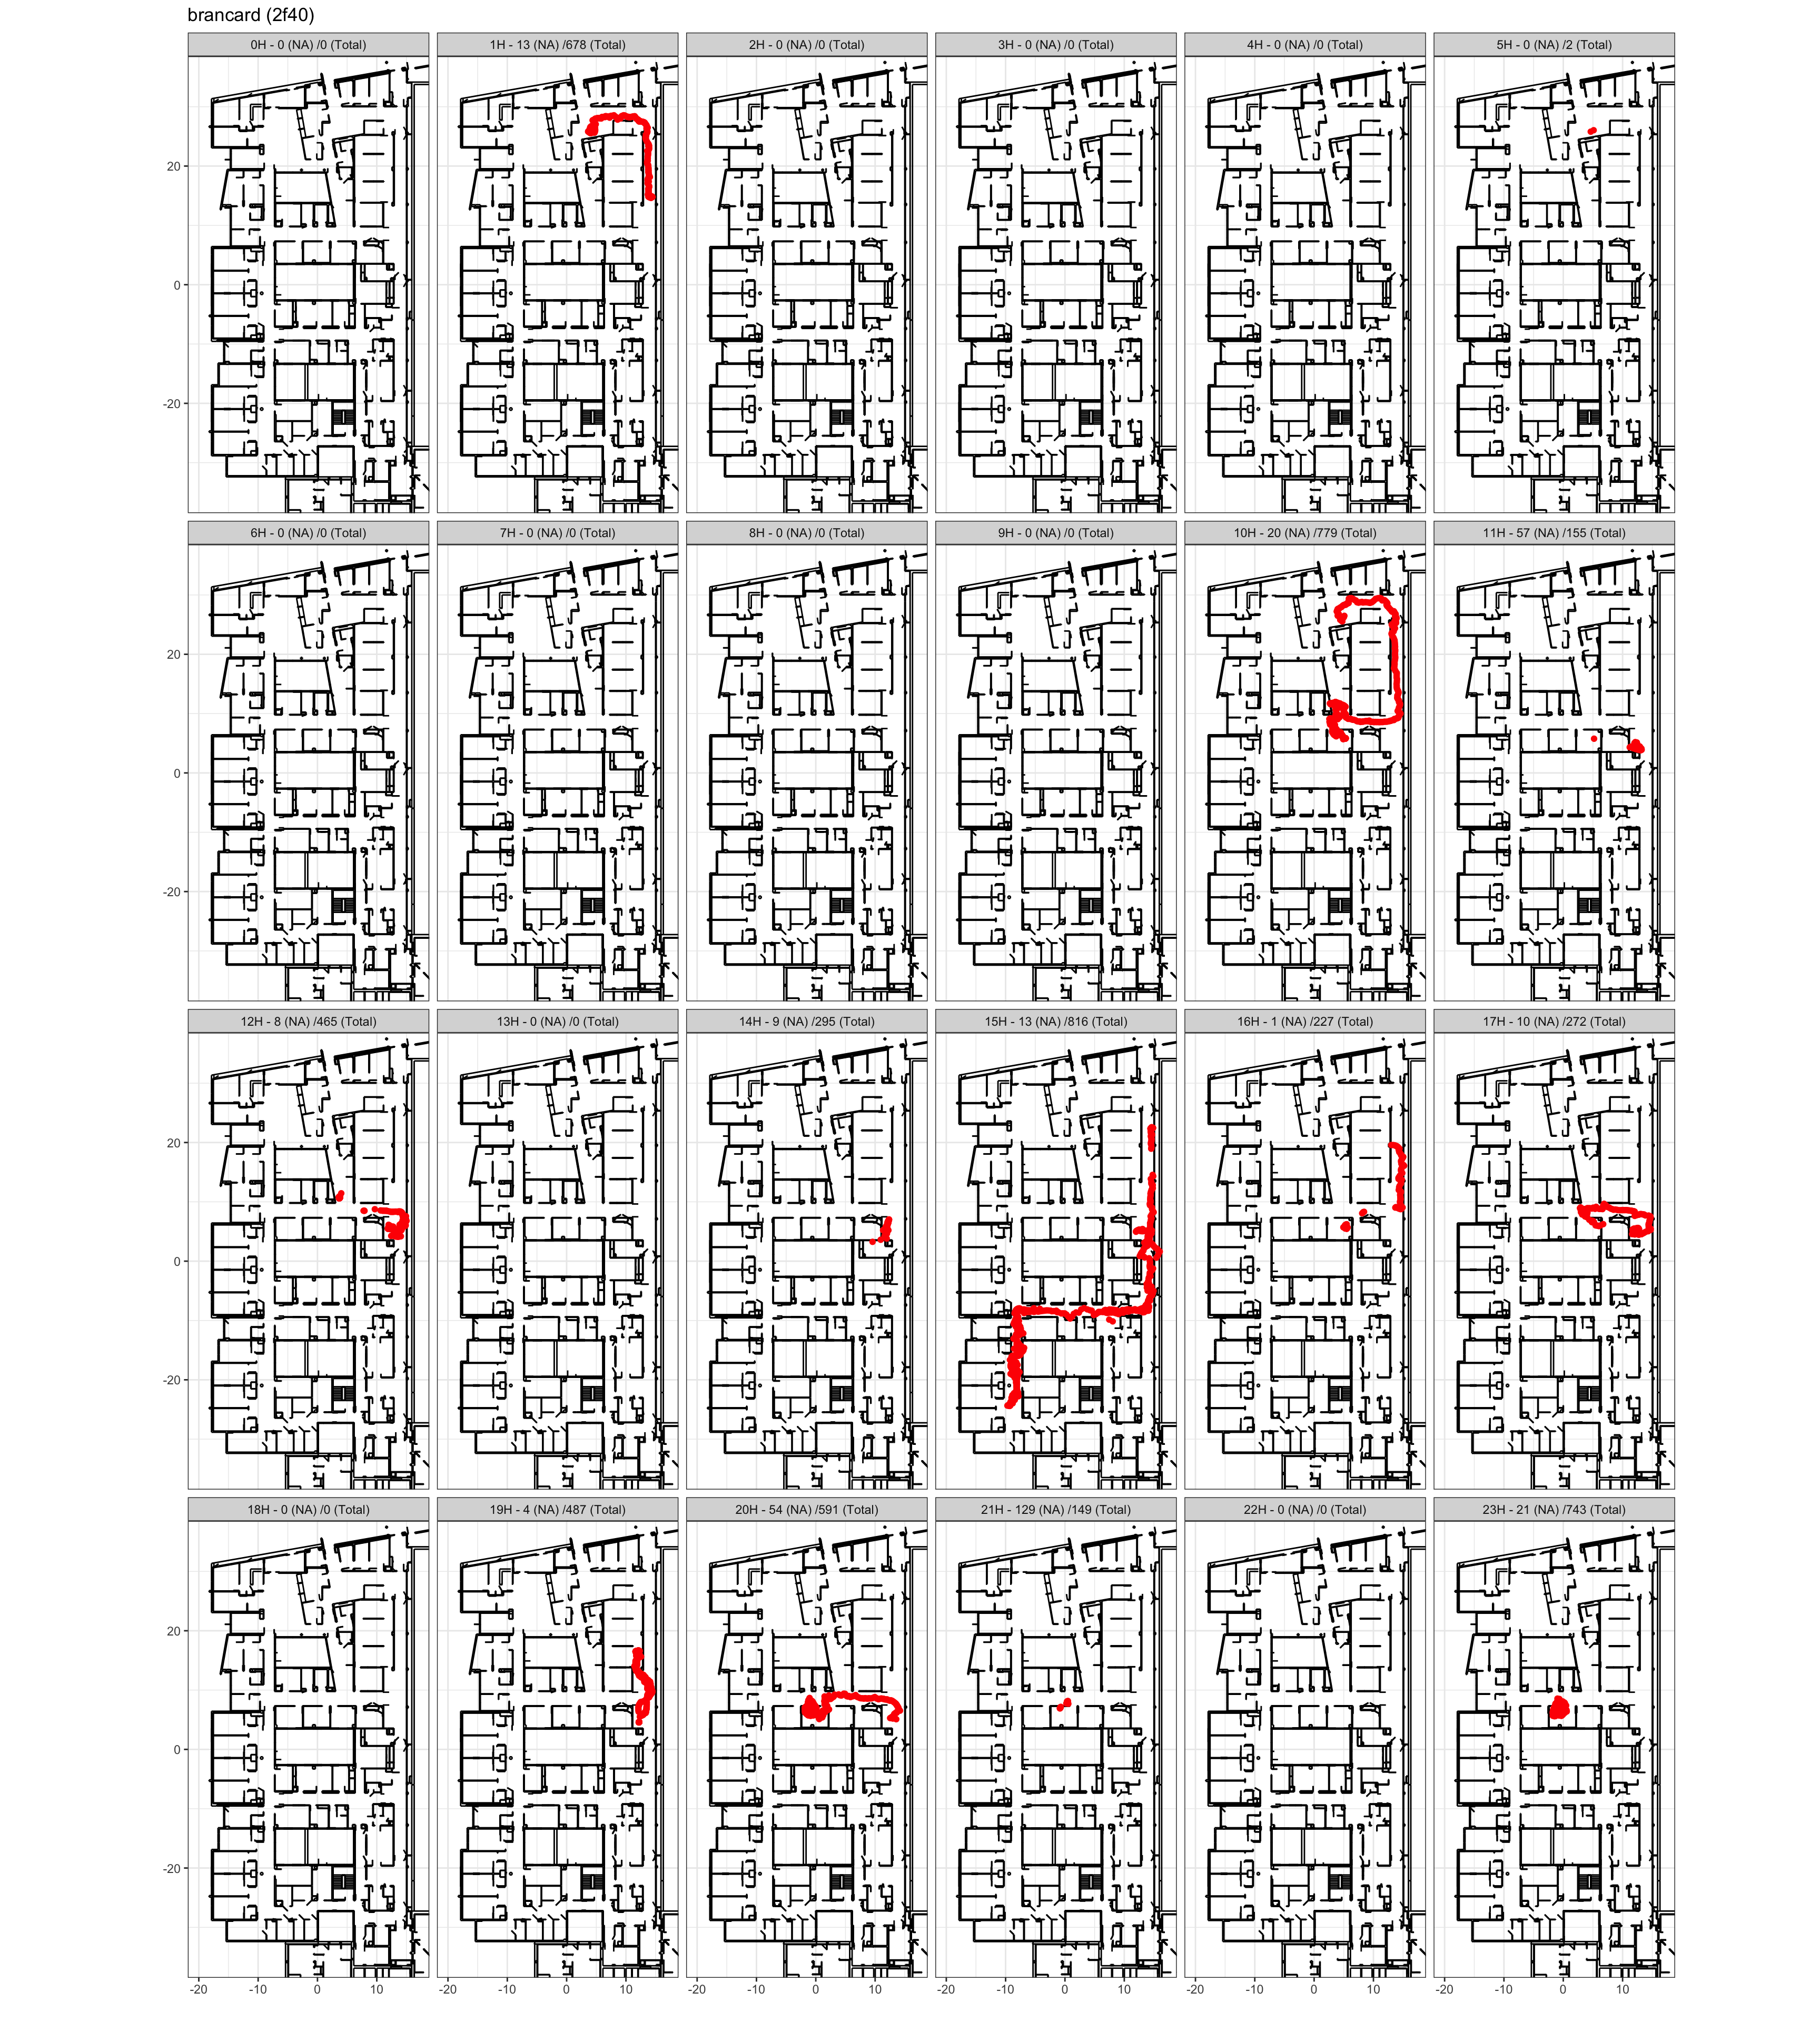 brancard (2f40)
0H - 0 (NA) /0 (Total)
1H - 13 (NA) /678 (Total)
2H - 0 (NA) /0 (Total)
3H - 0 (NA) /0 (Total)
4H - 0 (NA) /0 (Total)
5H - 0 (NA) /2 (Total)
20
0
-20
6H - 0 (NA) /0 (Total)
7H - 0 (NA) /0 (Total)
8H - 0 (NA) /0 (Total)
9H - 0 (NA) /0 (Total)
10H - 20 (NA) /779 (Total)
11H - 57 (NA) /155 (Total)
20
0
-20
12H - 8 (NA) /465 (Total)
13H - 0 (NA) /0 (Total)
14H - 9 (NA) /295 (Total)
15H - 13 (NA) /816 (Total)
16H - 1 (NA) /227 (Total)
17H - 10 (NA) /272 (Total)
20
0
-20
18H - 0 (NA) /0 (Total)
19H - 4 (NA) /487 (Total)
20H - 54 (NA) /591 (Total)
21H - 129 (NA) /149 (Total)
22H - 0 (NA) /0 (Total)
23H - 21 (NA) /743 (Total)
20
0
-20
-20 -10 0 10
-20 -10 0 10
-20 -10 0 10
-20 -10 0 10
-20 -10 0 10
-20 -10 0 10